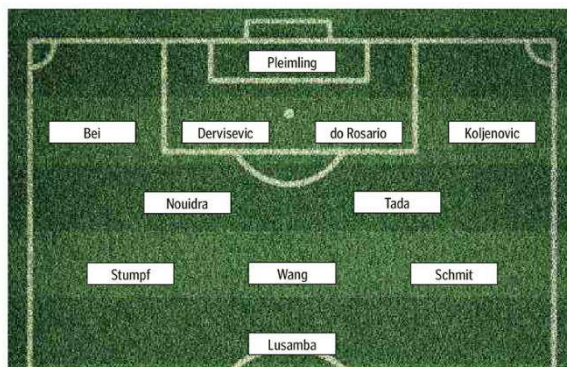 Pleimling
Bei Dervisevic do Rosario Koljenovic
Nouidra Tada
Stumpf Wang Schmit
Lusamba